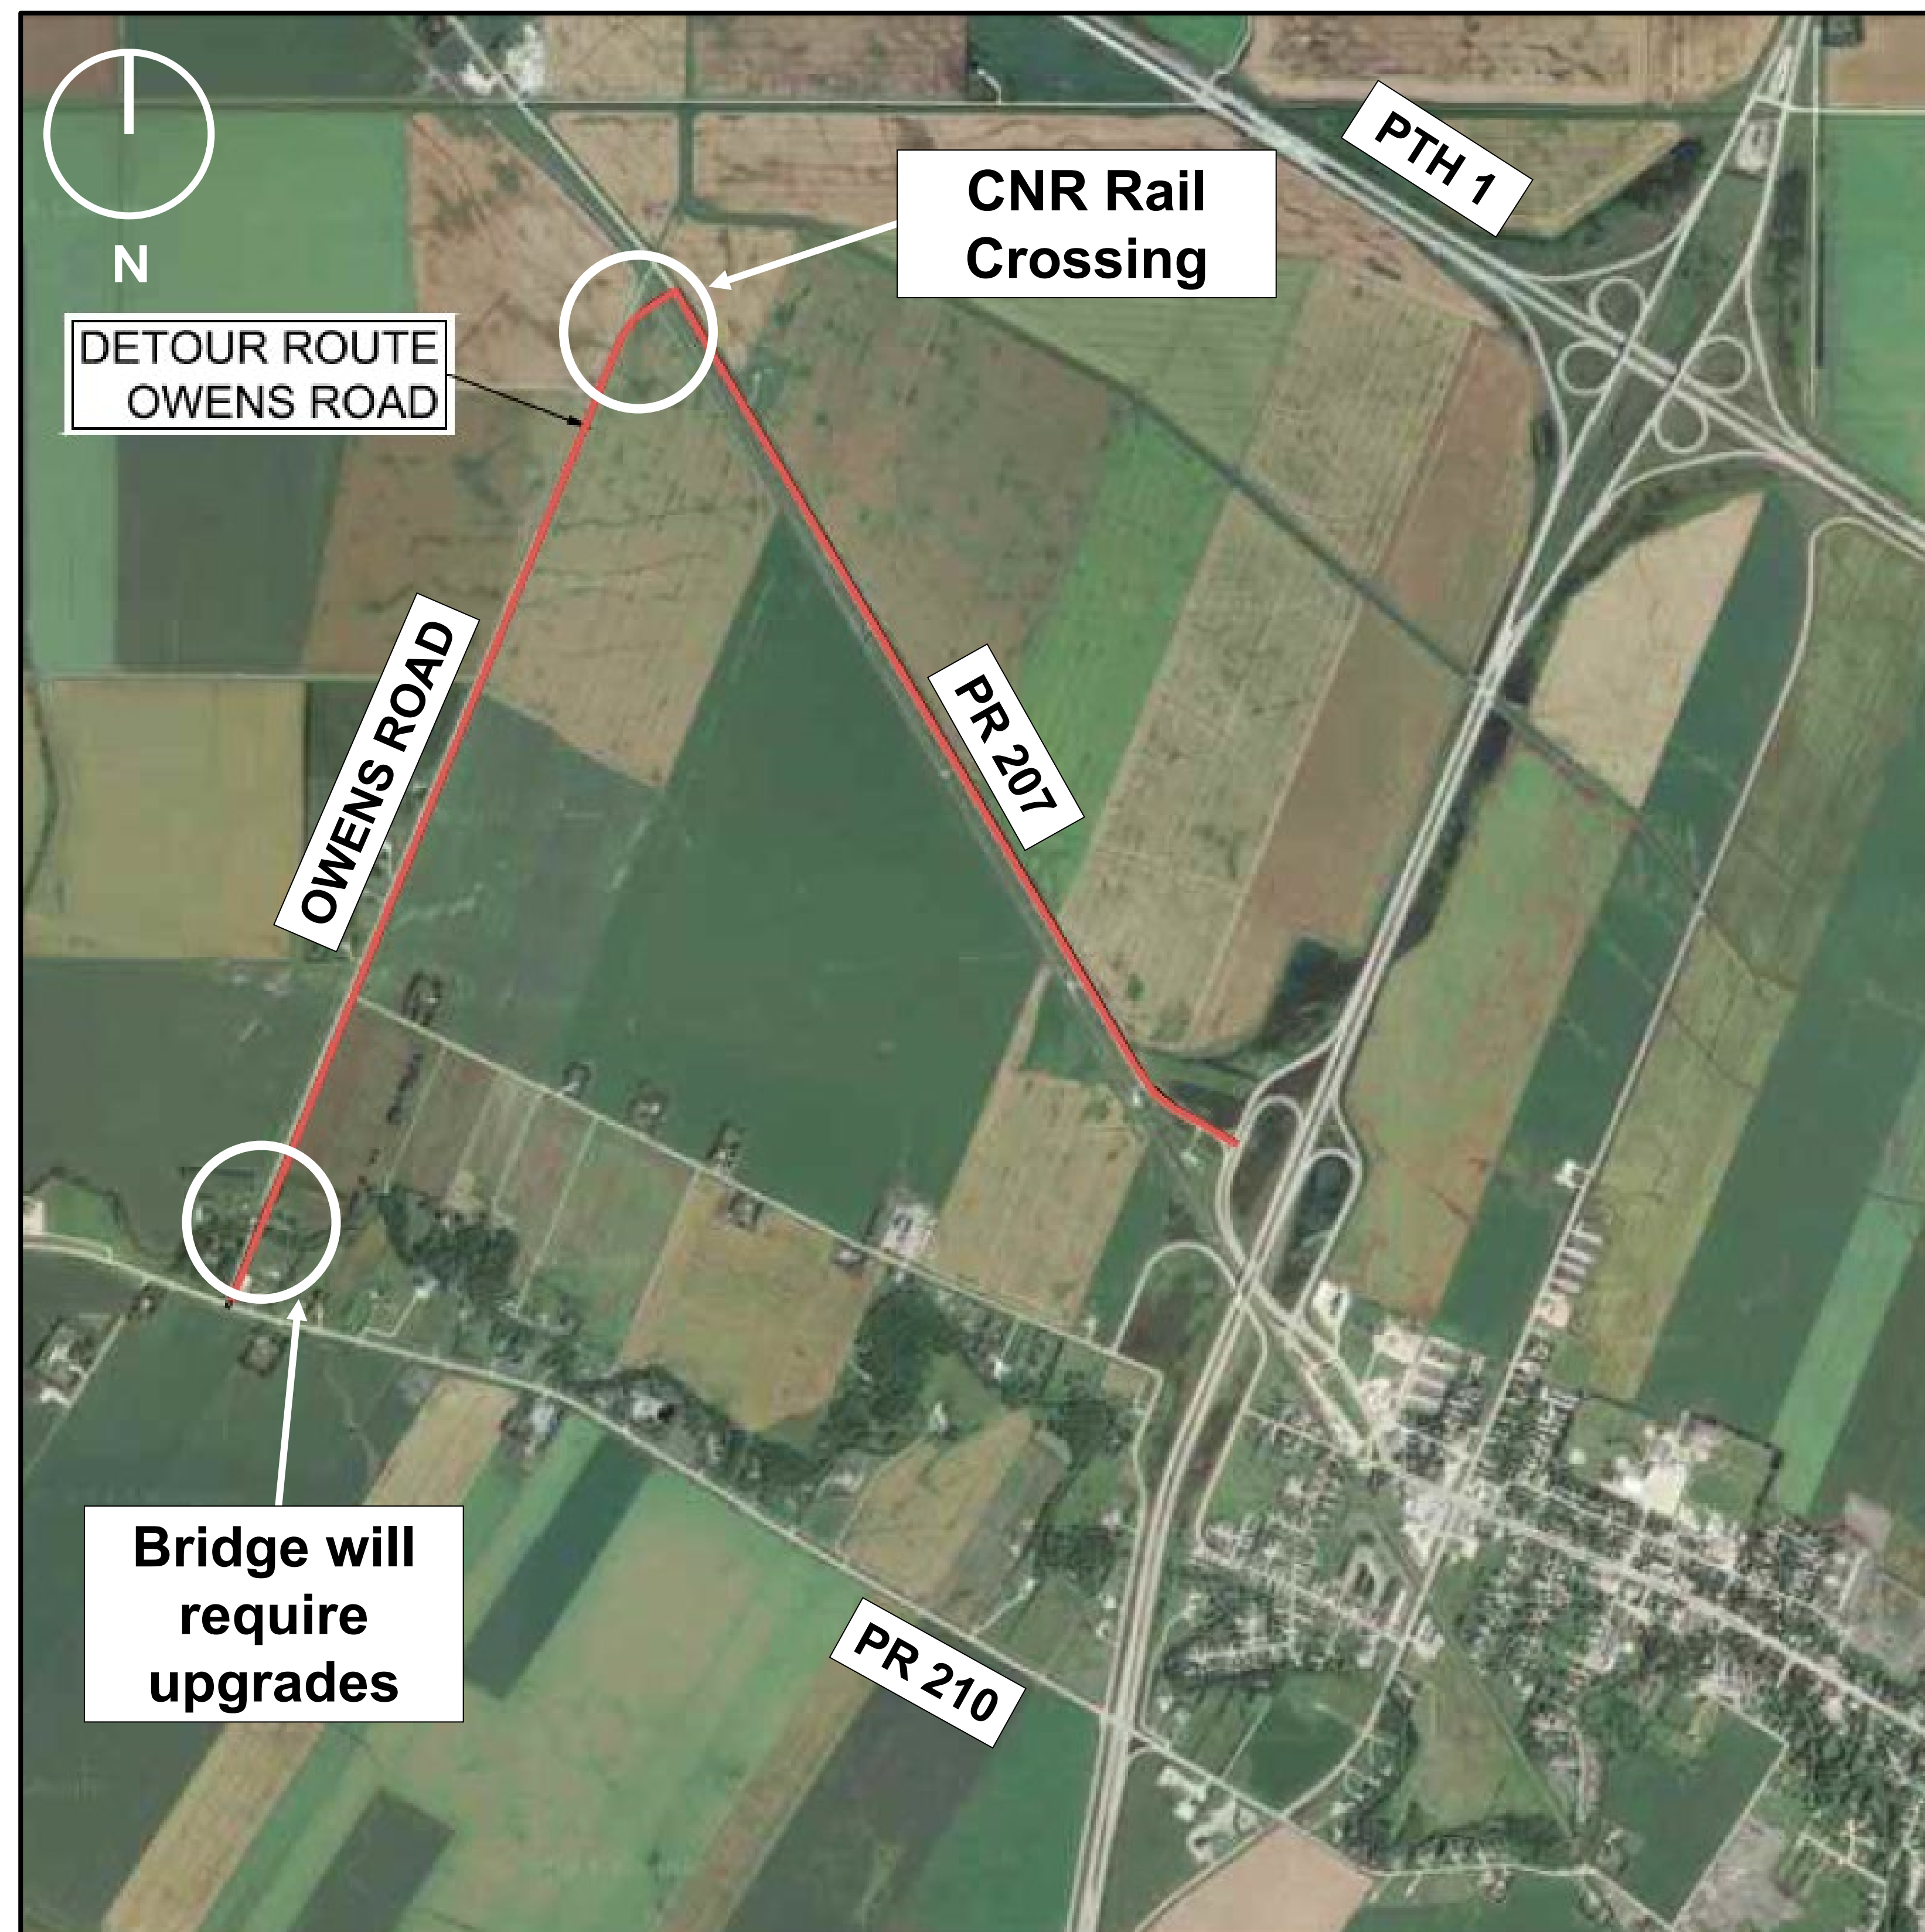 PTH 1
CNR Rail
Crossing
N
DETOUR ROUTE
OWENS ROAD
OWENS ROAD
PR 207
Bridge will
require
upgrades
PR 210